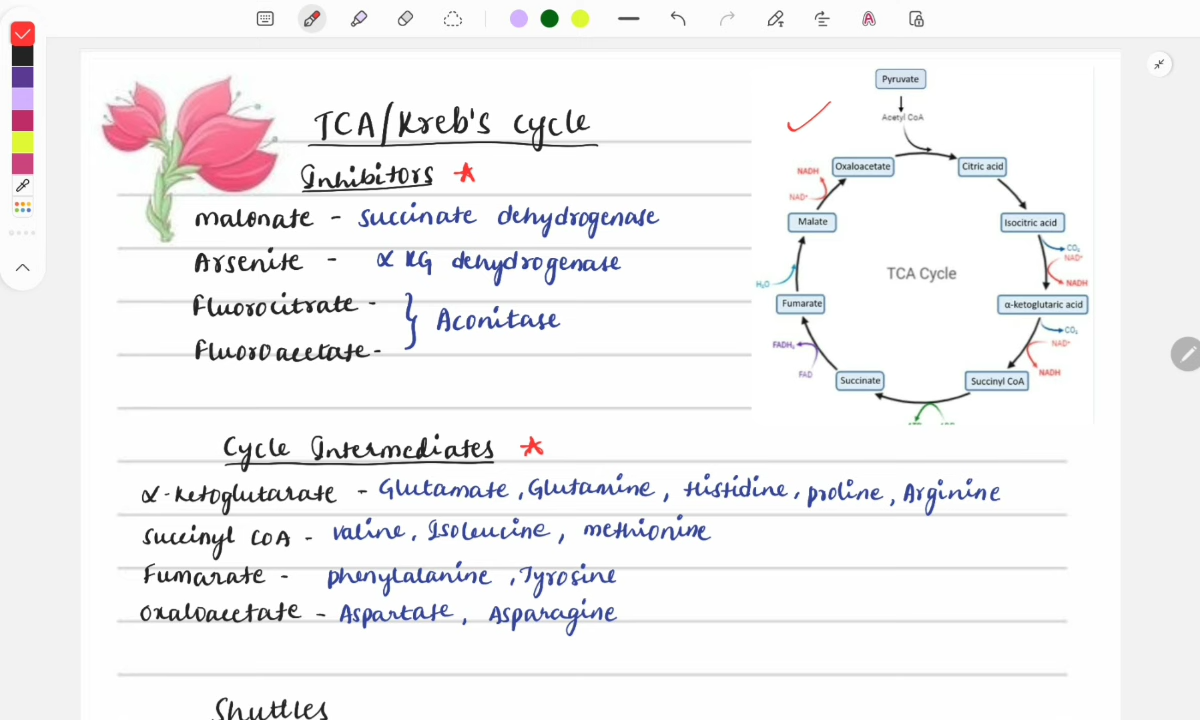 TCA/Kreb's cycle
Inhibitors
malonate - succinate dehydrogenase
Arsenite - α KG dehydrogenase
fluorocitrate -
} Aconitase
fluoroacetate -
Pyruvate
Acetyl CoA
Oxaloacetate
Citric acid
NADH
NAD⁺
Malate
Isocitric acid
CO₂
NAD⁺
NADH
TCA Cycle
H₂O
Fumarate
α-ketoglutaric acid
CO₂
NAD⁺
NADH
FADH₂
FAD
Succinate
Succinyl CoA
Cycle Intermediates
α-ketoglutarate - Glutamate, Glutamine, Histidine, proline, Arginine
succinyl COA - valine, Isoleucine, methionine
Fumarate - phenylalanine, Tyrosine
oxaloacetate - Aspartate, Asparagine
Shuttles